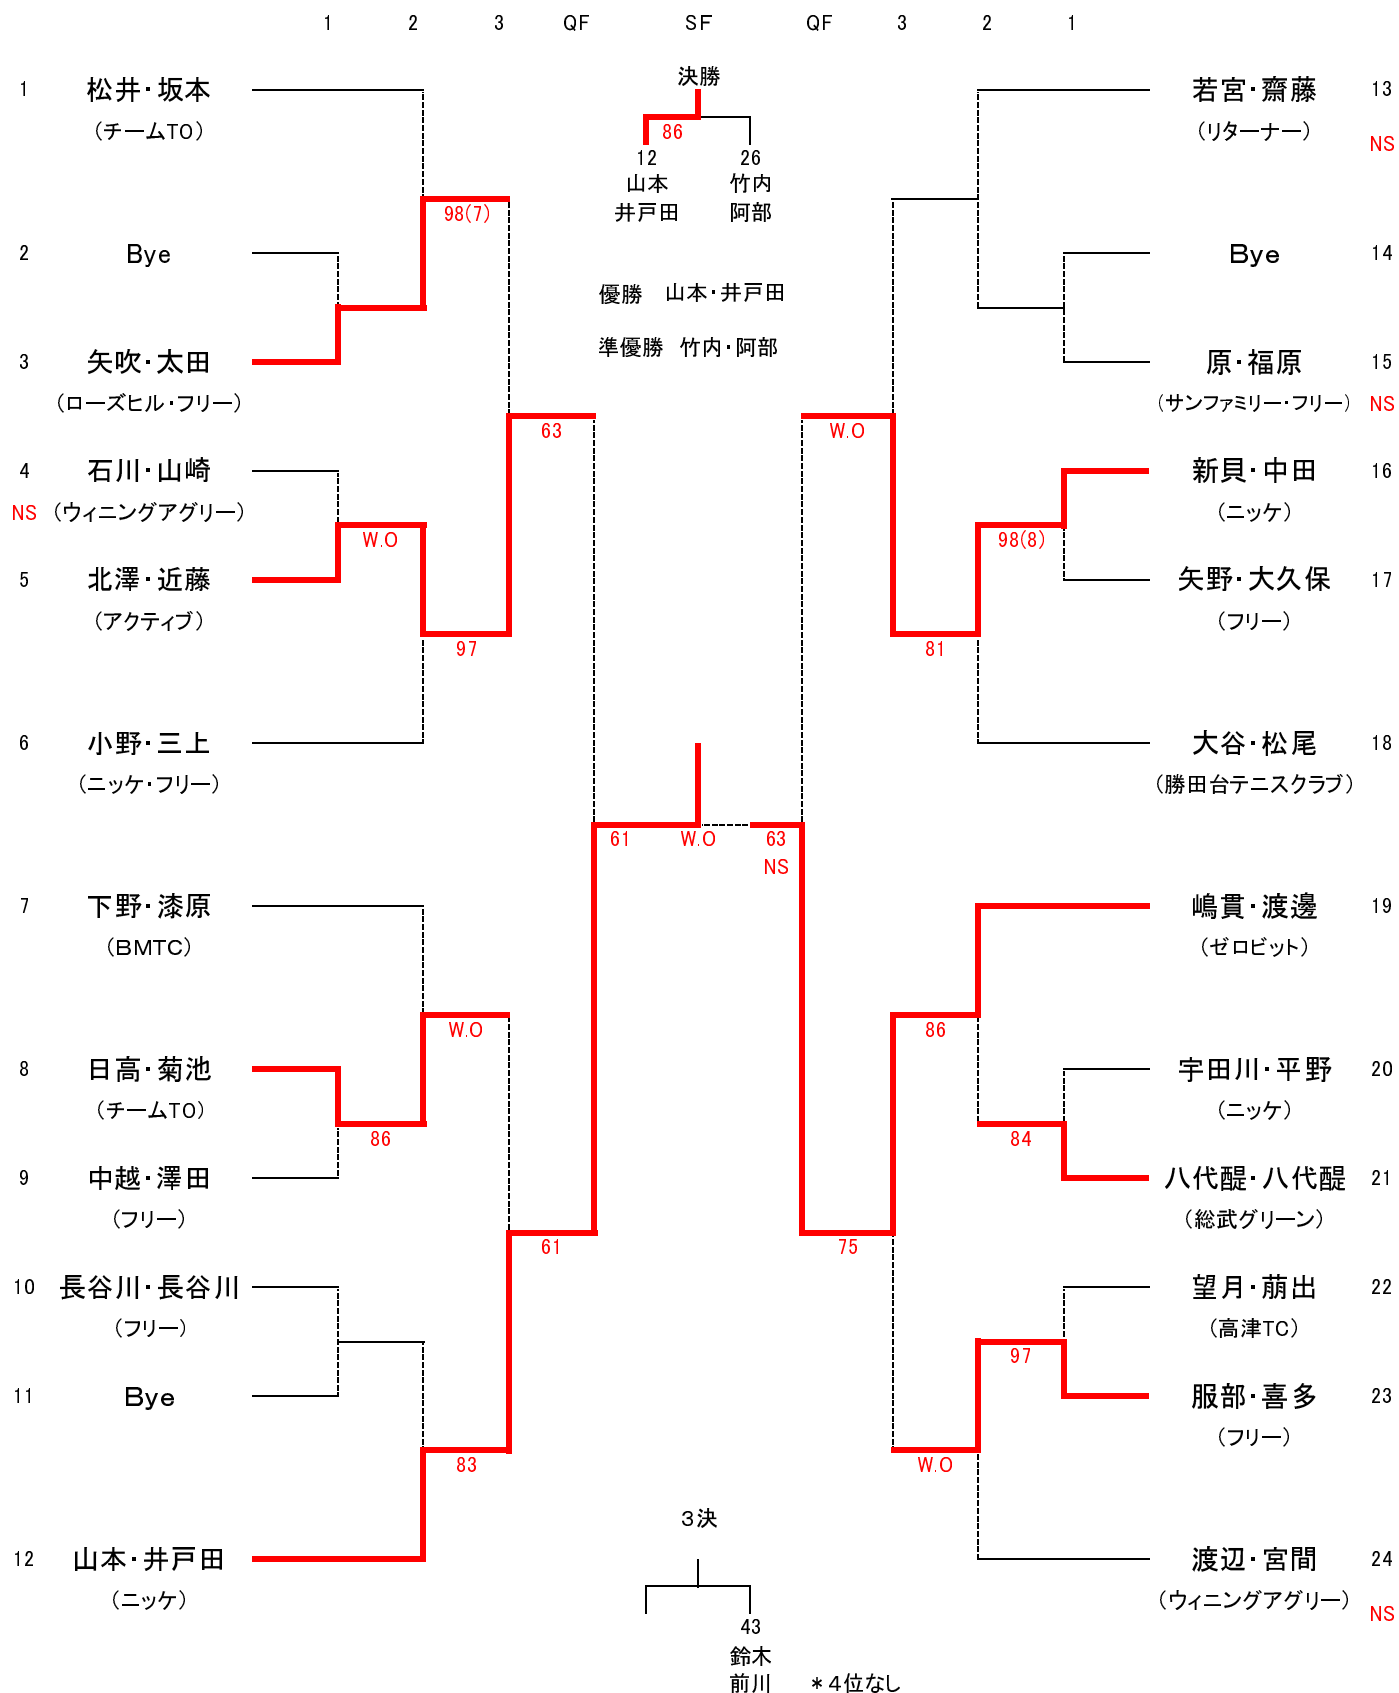 1 2 3 QF SF QF 3 2 1
決勝
86
12 26
山本 竹内
井戸田 阿部
優勝 山本・井戸田
準優勝 竹内・阿部
1 松井・坂本
(チームTO)
98(7)
2 Bye
3 矢吹・太田
(ローズヒル・フリー)
63
4 石川・山崎
NS (ウィニングアグリー)
W.O
5 北澤・近藤
(アクティブ)
97
6 小野・三上
(ニッケ・フリー)
61 W.O 63
NS
7 下野・漆原
(BMTC)
W.O
8 日高・菊池
(チームTO)
86
9 中越・澤田
(フリー)
61
10 長谷川・長谷川
(フリー)
11 Bye
83
12 山本・井戸田
(ニッケ)
若宮・齋藤 13
(リターナー) NS
Bye 14
原・福原 15
(サンファミリー・フリー) NS
W.O
新貝・中田 16
(ニッケ)
98(8)
矢野・大久保 17
(フリー)
81
大谷・松尾 18
(勝田台テニスクラブ)
嶋貫・渡邊 19
(ゼロビット)
86
宇田川・平野 20
(ニッケ)
84
八代醍・八代醍 21
(総武グリーン)
75
望月・萠出 22
(高津TC)
97
服部・喜多 23
(フリー)
W.O
渡辺・宮間 24
(ウィニングアグリー) NS
3決
43
鈴木
前川 *4位なし